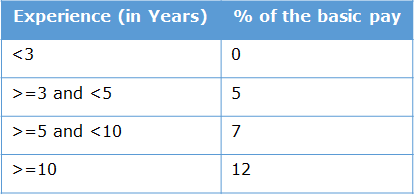 Experience (in Years) % of the basic pay
<3 0
>=3 and <5 5
>=5 and <10 7
>=10 12